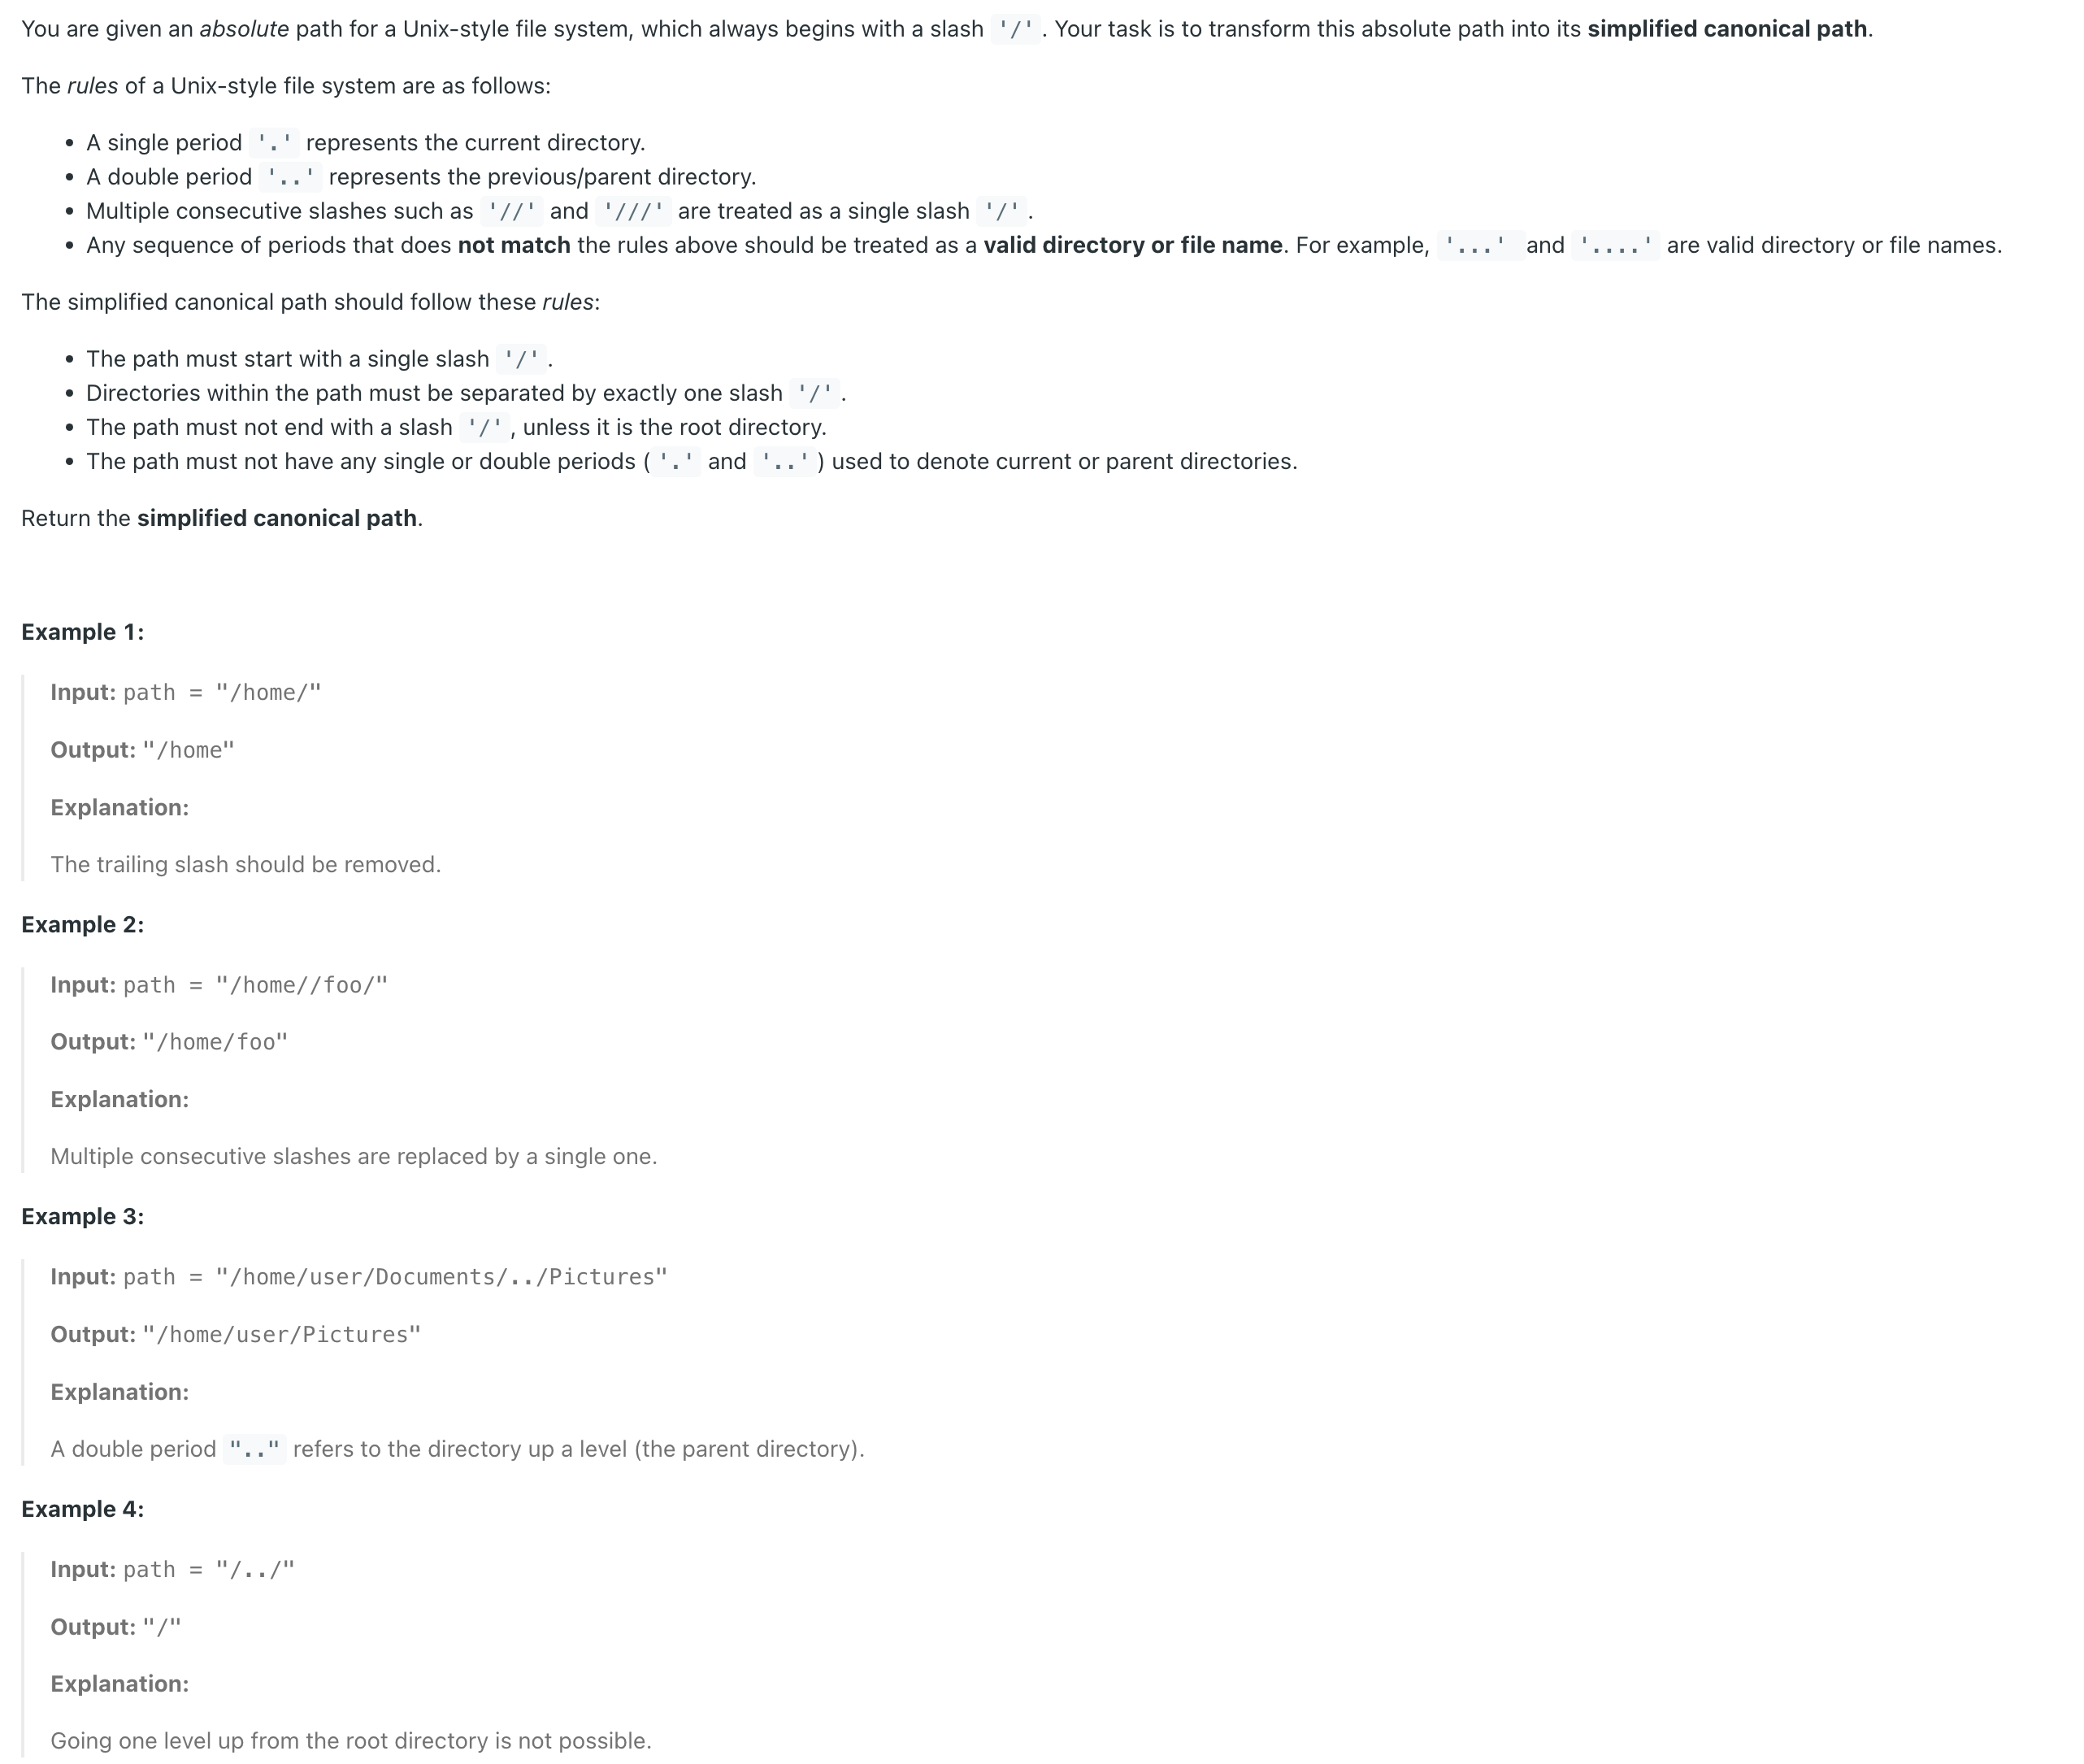 You are given an absolute path for a Unix-style file system, which always begins with a slash '/'. Your task is to transform this absolute path into its simplified canonical path.
The rules of a Unix-style file system are as follows:
• A single period '.' represents the current directory.
• A double period '..' represents the previous/parent directory.
• Multiple consecutive slashes such as '//' and '///' are treated as a single slash '/'.
• Any sequence of periods that does not match the rules above should be treated as a valid directory or file name. For example, '...' and '....' are valid directory or file names.
The simplified canonical path should follow these rules:
• The path must start with a single slash '/'.
• Directories within the path must be separated by exactly one slash '/'.
• The path must not end with a slash '/', unless it is the root directory.
• The path must not have any single or double periods ('.' and '..') used to denote current or parent directories.
Return the simplified canonical path.
Example 1:
Input: path = "/home/"
Output: "/home"
Explanation:
The trailing slash should be removed.
Example 2:
Input: path = "/home//foo/"
Output: "/home/foo"
Explanation:
Multiple consecutive slashes are replaced by a single one.
Example 3:
Input: path = "/home/user/Documents/../Pictures"
Output: "/home/user/Pictures"
Explanation:
A double period ".." refers to the directory up a level (the parent directory).
Example 4:
Input: path = "/../"
Output: "/"
Explanation:
Going one level up from the root directory is not possible.